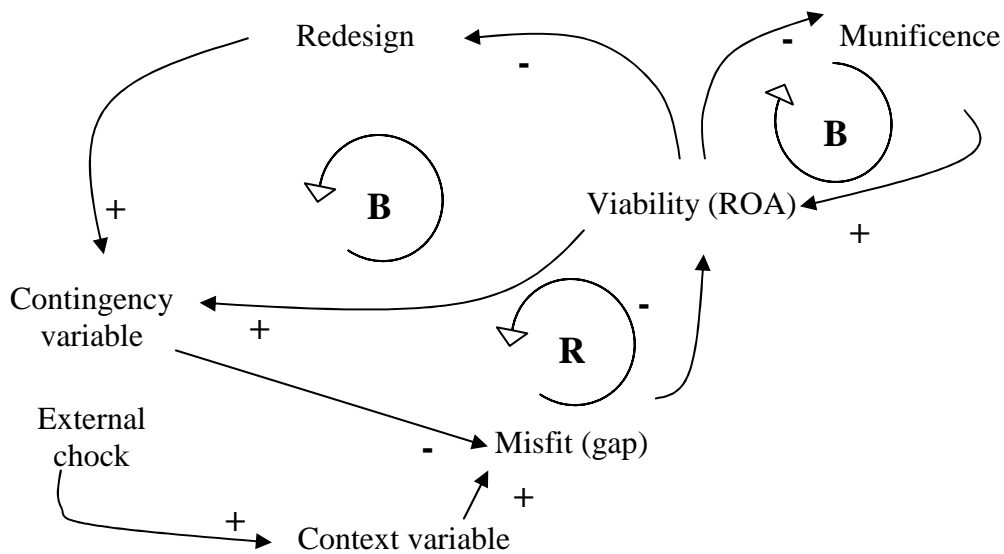 Redesign
-
-
Munificence
B
B
Viability (ROA)
+
+
Contingency
variable
+
-
R
External
chock
-
Misfit (gap)
+
+
Context variable